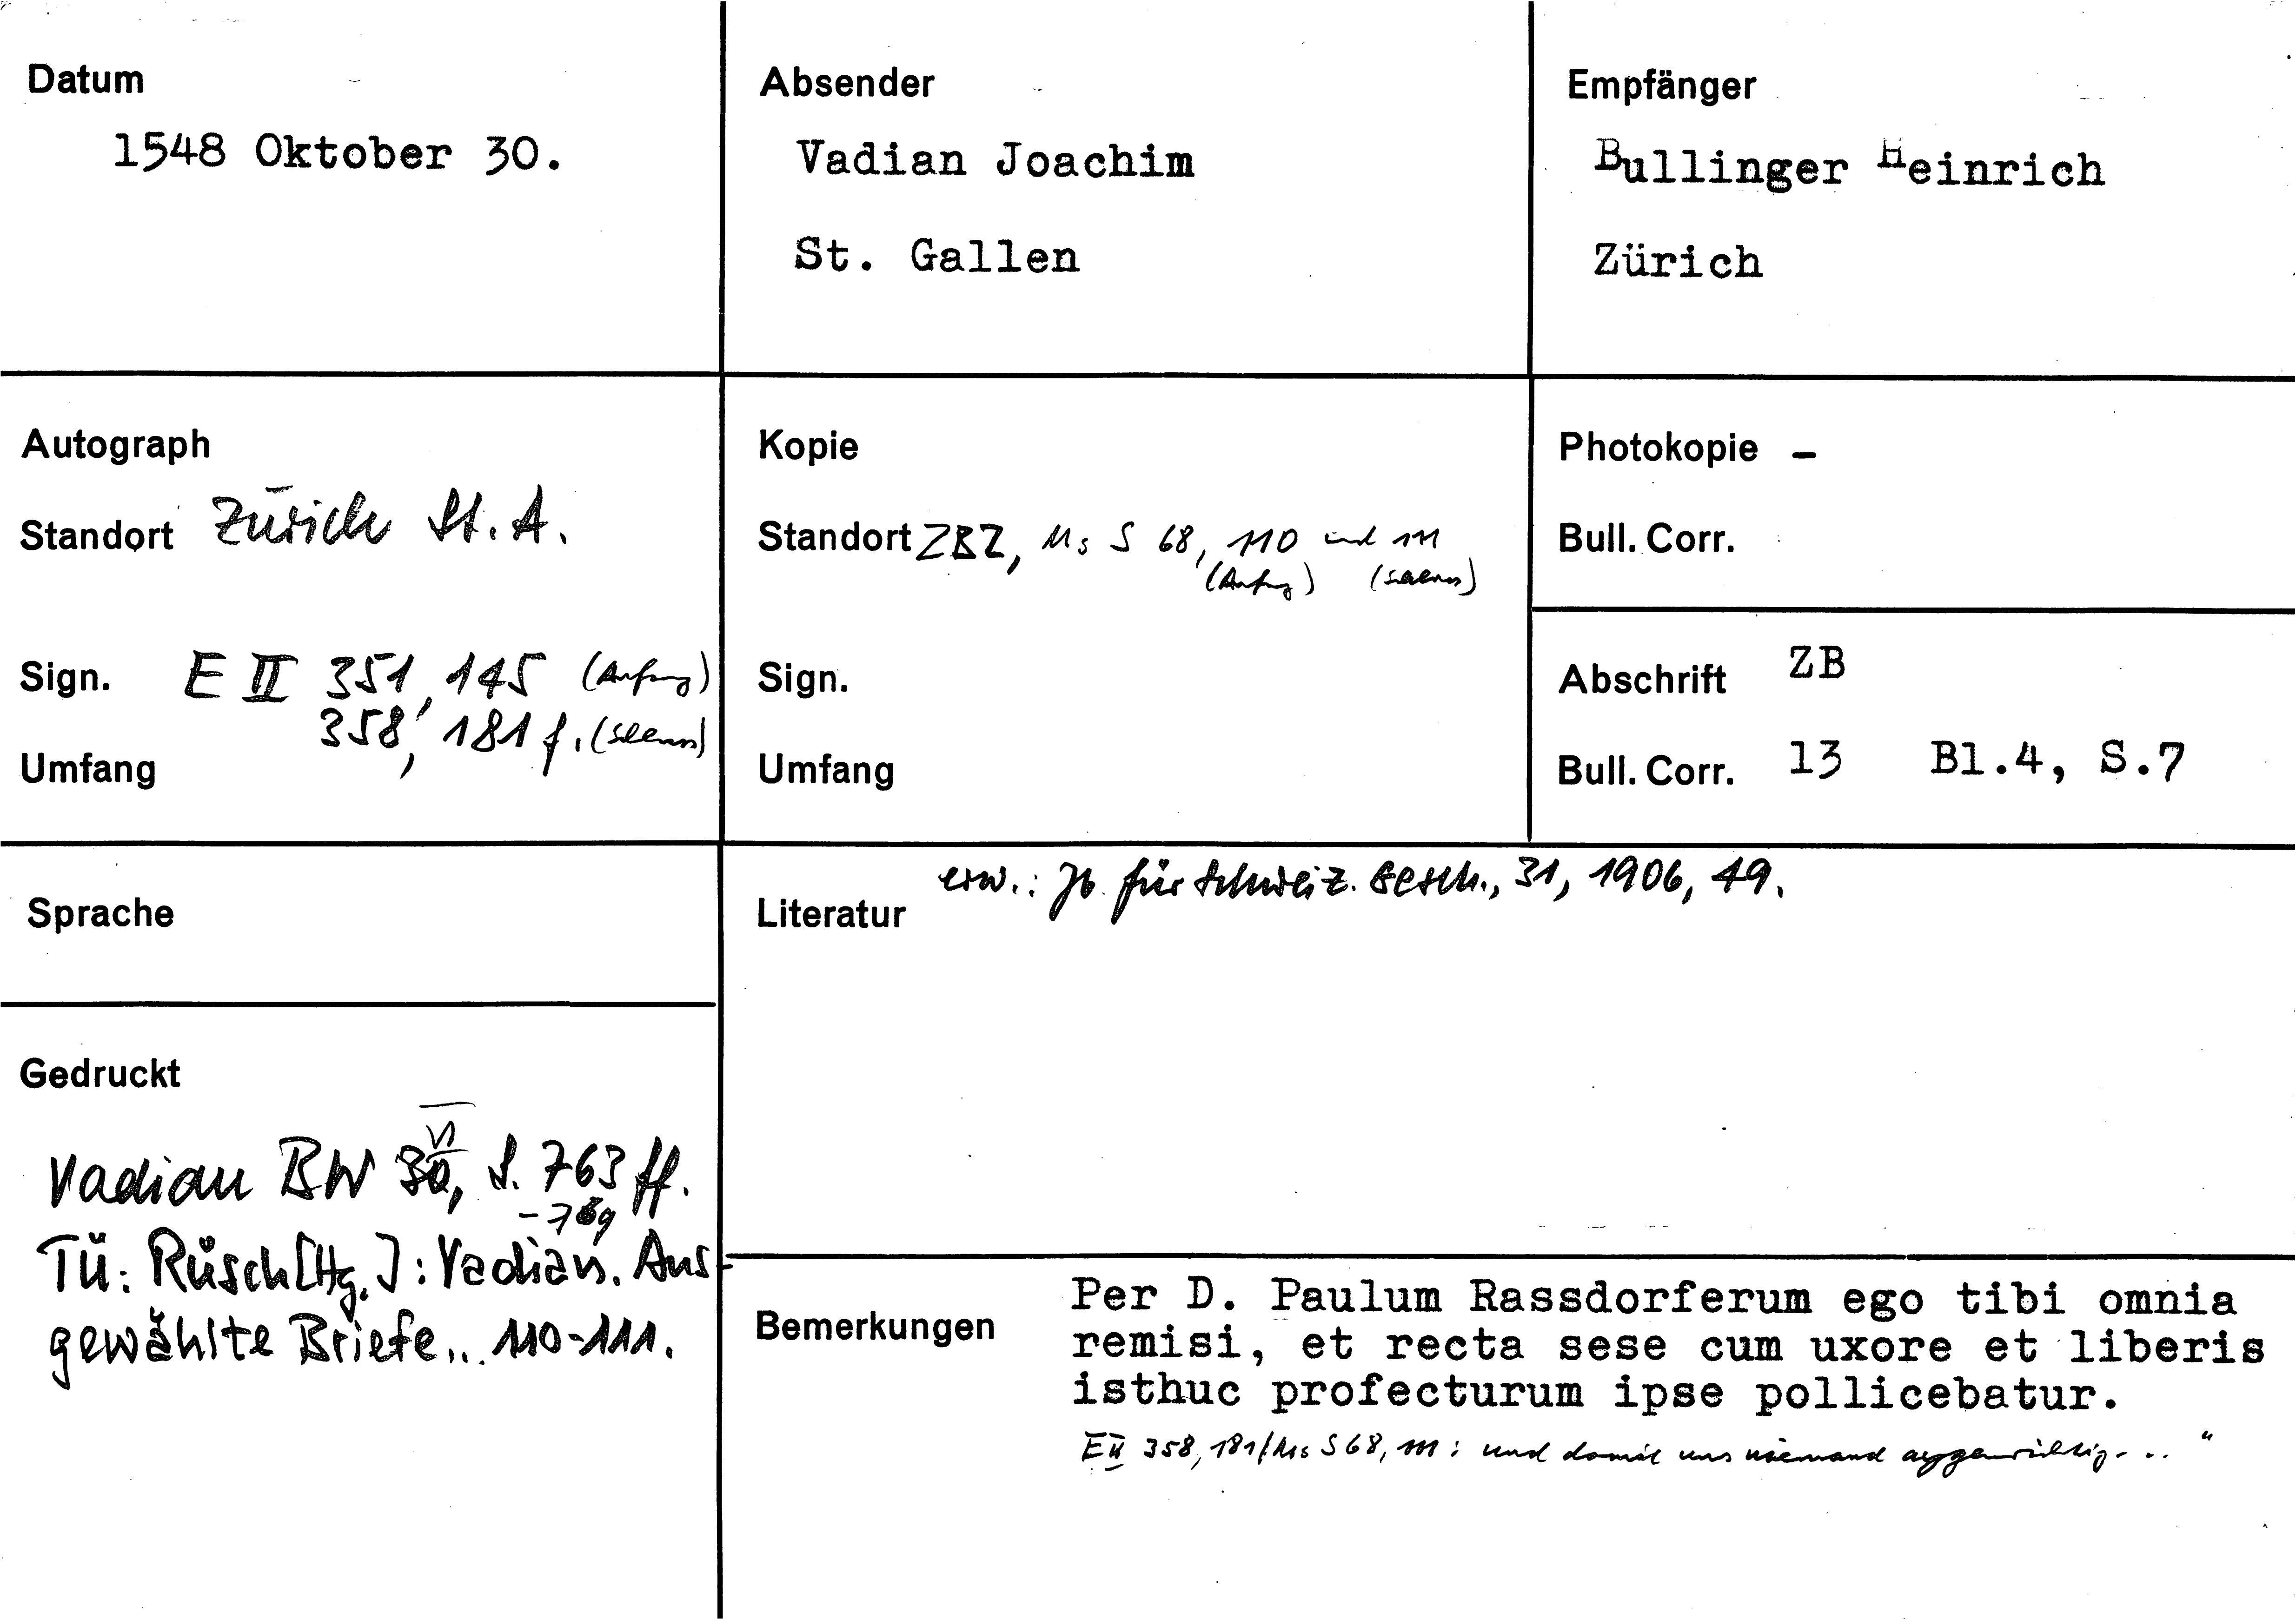 Datum
1548 Oktober 30.
Absender
Vadian Joachim
St. Gallen
Empfänger
Bullinger Heinrich
Zürich
Autograph
Standort Zürich St. A.
Sign. E II 351, 145 (Anfang)
358, 181 f. (Schluss)
Umfang
Kopie
Standort ZBZ, Ms S 68, 110 und 111
(Anfang) (Schluss)
Sign.
Umfang
Photokopie -
Bull. Corr.
Abschrift ZB
Bull. Corr. 13 Bl.4, S.7
Sprache
Literatur erw.: Jb. für Schweiz. Gesch., 31, 1906, 49.
Gedruckt
VI
Vadian BW 30, S. 763 ff.
-769
TÜ: Rüsch [Hg.]: Vadian. Aus-
gewählte Briefe... 110-111.
Bemerkungen
Per D. Paulum Rassdorferum ego tibi omnia
remisi, et recta sese cum uxore et liberis
isthuc profecturum ipse pollicebatur.
E II 358, 181/Ms S 68, 111: und damit uns niemand ... "